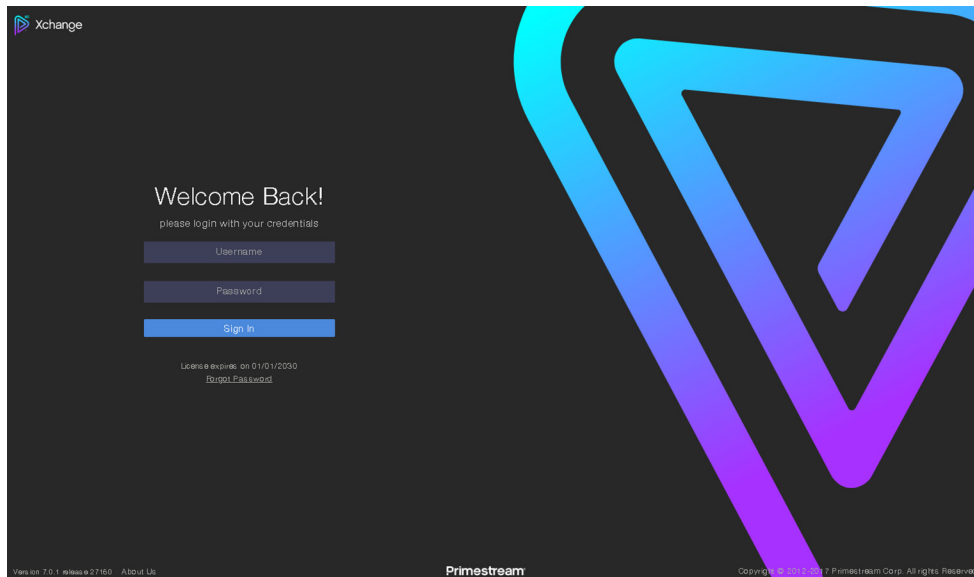 Xchange
Welcome Back!
please login with your credentials
Username
Password
Sign In
License expires on 01/01/2030
Forgot Password
Version 7.0.1 release 27160 About Us
Primestream
Copyright © 2012-2017 Primestream Corp. All rights Reserved